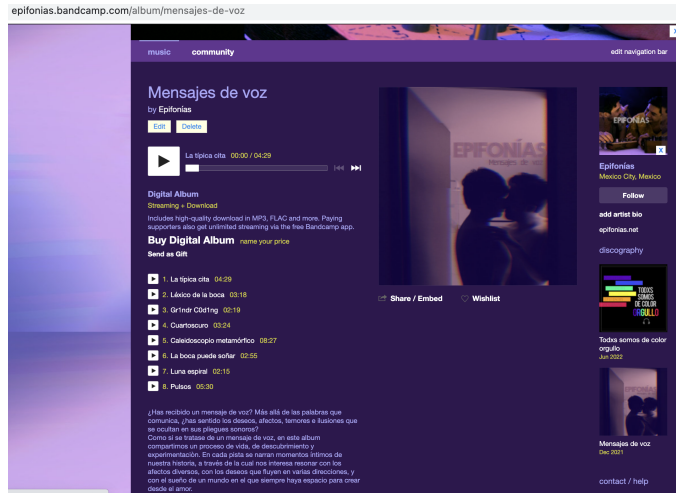 epifonias.bandcamp.com/album/mensajes-de-voz
music community edit navigation bar
Mensajes de voz
by Epifonías
Edit Delete
La típica cita 00:00 / 04:29
Digital Album
Streaming + Download
Includes high-quality download in MP3, FLAC and more. Paying
supporters also get unlimited streaming via the free Bandcamp app.
Buy Digital Album name your price
Send as Gift
1. La típica cita 04:29
2. Léxico de la boca 03:18
3. Gr1ndr C0d1ng 02:19
4. Cuartoscuro 03:24
5. Caleidoscopio metamórfico 08:27
6. La boca puede soñar 02:55
7. Luna espiral 02:15
8. Pulsos 05:30
¿Has recibido un mensaje de voz? Más allá de las palabras que
comunica, ¿has sentido los deseos, afectos, temores e ilusiones que
se ocultan en sus pliegues sonoros?
Como si se tratase de un mensaje de voz, en este album
compartimos un proceso de vida, de descubrimiento y
experimentación. En cada pista se narran momentos íntimos de
nuestra historia, a través de la cual nos interesa resonar con los
afectos diversos, con los deseos que fluyen en varias direcciones, y
con el sueño de un mundo en el que siempre haya espacio para crear
desde el amor.
EPIFONÍAS
MENSAJES DE VOZ
Share / Embed Wishlist
EPIFONÍAS
X
Epifonías
Mexico City, Mexico
Follow
add artist bio
epifonias.net
discography
TODXS
SOMOS
DE COLOR
ORGULLO
Todxs somos de color
orgullo
Jun 2022
Mensajes de voz
Dec 2021
contact / help